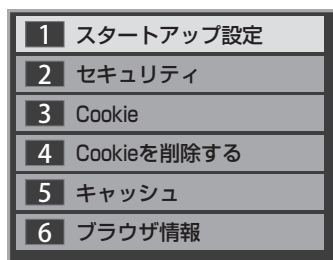 1 スタートアップ設定
2 セキュリティ
3 Cookie
4 Cookieを削除する
5 キャッシュ
6 ブラウザ情報